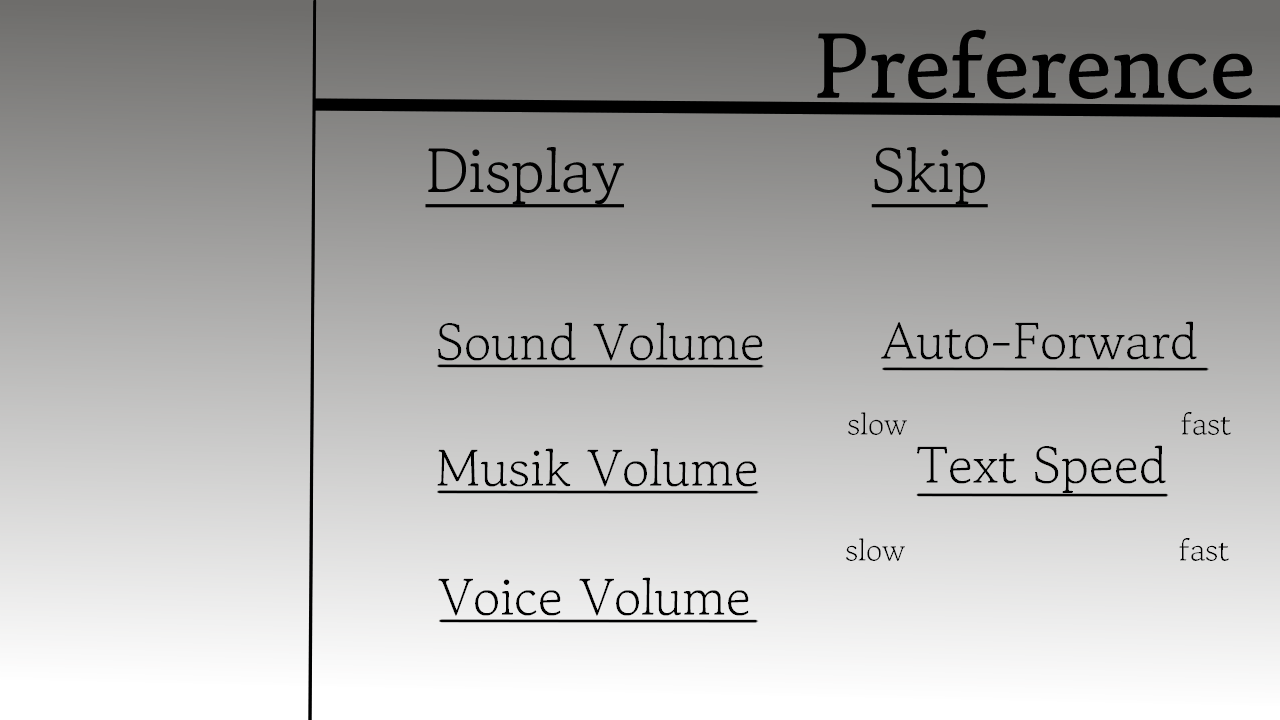 Preference
Display
Skip
Sound Volume
Auto-Forward
slow
fast
Musik Volume
Text Speed
slow
fast
Voice Volume